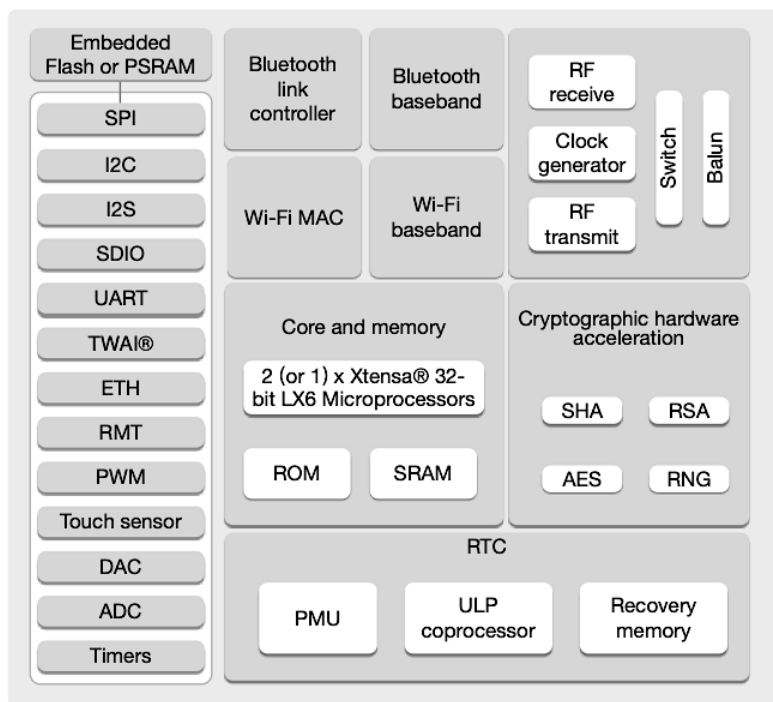 Embedded
Flash or PSRAM
SPI
I2C
I2S
SDIO
UART
TWAI®
ETH
RMT
PWM
Touch sensor
DAC
ADC
Timers
Bluetooth
link
controller
Bluetooth
baseband
Wi-Fi MAC
Wi-Fi
baseband
RF
receive
Clock
generator
RF
transmit
Switch
Balun
Core and memory
2 (or 1) x Xtensa® 32-
bit LX6 Microprocessors
ROM
SRAM
Cryptographic hardware
acceleration
SHA
RSA
AES
RNG
RTC
PMU
ULP
coprocessor
Recovery
memory